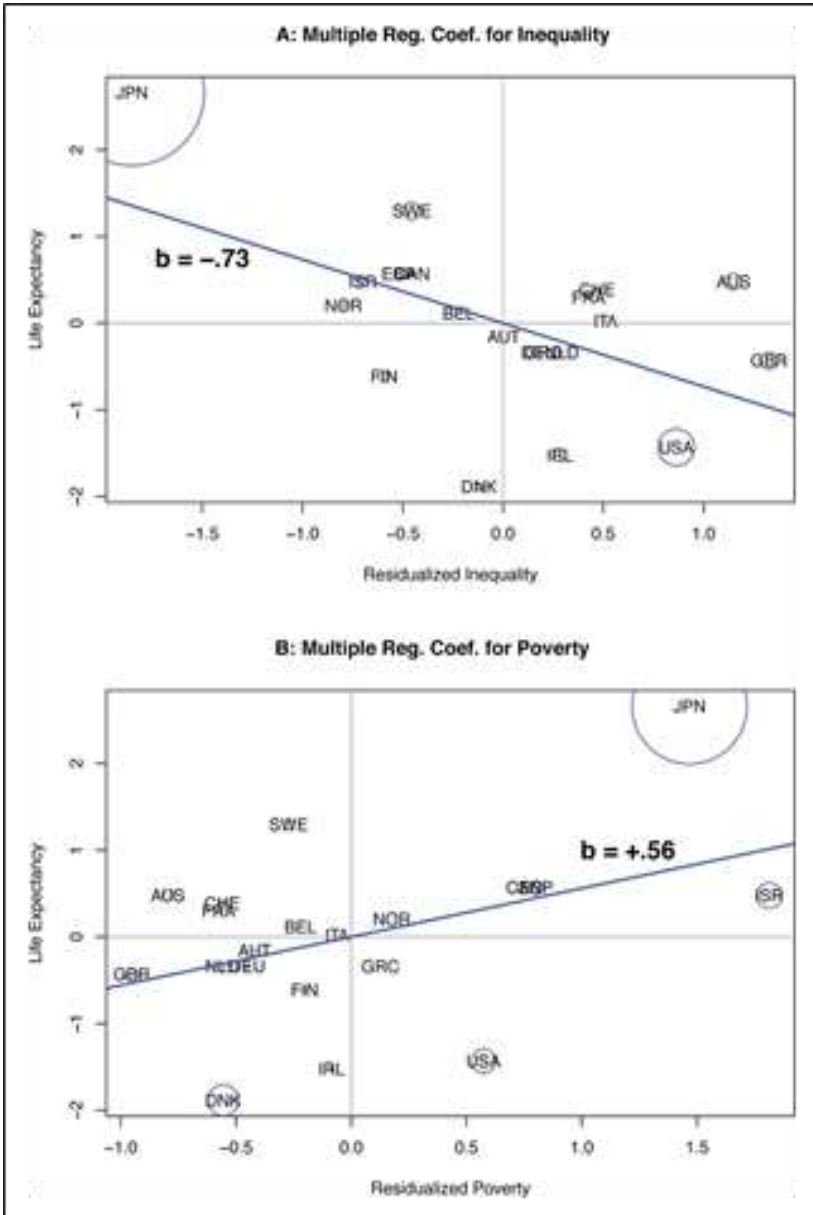 A: Multiple Reg. Coef. for Inequality
JPN
2
SWE
1
b = –.73
CAN
ISR
AUS
CHE
FRA
NOR
BEL
ITA
0
AUT
NLD
GBR
FIN
-1
USA
IRL
DNK
-2
Life Expectancy
−1.5 −1.0 −0.5 0.0 0.5 1.0
Residualized Inequality
B: Multiple Reg. Coef. for Poverty
JPN
2
SWE
1
b = +.56
ESP
AUS
ISR
CHE
FRA
NOR
BEL
ITA
0
AUT
NLD
DEU
GRC
GBR
FIN
-1
USA
IRL
DNK
-2
Life Expectancy
−1.0 −0.5 0.0 0.5 1.0 1.5
Residualized Poverty